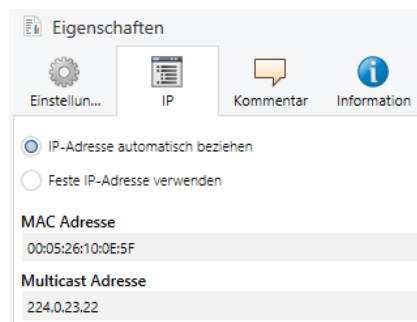 Eigenschaften
Einstellun...
IP
Kommentar
Information
IP-Adresse automatisch beziehen
Feste IP-Adresse verwenden
MAC Adresse
00:05:26:10:0E:5F
Multicast Adresse
224.0.23.22